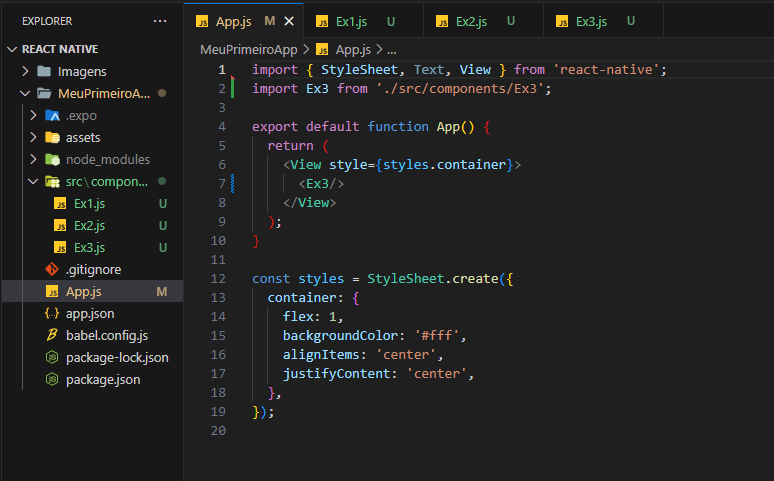 EXPLORER
REACT NATIVE
Imagens
MeuPrimeiroA...
.expo
assets
node_modules
src\compon...
Ex1.js U
Ex2.js U
Ex3.js U
.gitignore
App.js M
app.json
babel.config.js
package-lock.json
package.json
App.js M Ex1.js U Ex2.js U Ex3.js U
MeuPrimeiroApp > App.js > ...
1 import { StyleSheet, Text, View } from 'react-native';
2 import Ex3 from './src/components/Ex3';
3
4 export default function App() {
5   return (
6     <View style={styles.container}>
7       <Ex3/>
8     </View>
9   );
10 }
11
12 const styles = StyleSheet.create({
13   container: {
14     flex: 1,
15     backgroundColor: '#fff',
16     alignItems: 'center',
17     justifyContent: 'center',
18   },
19 });
20